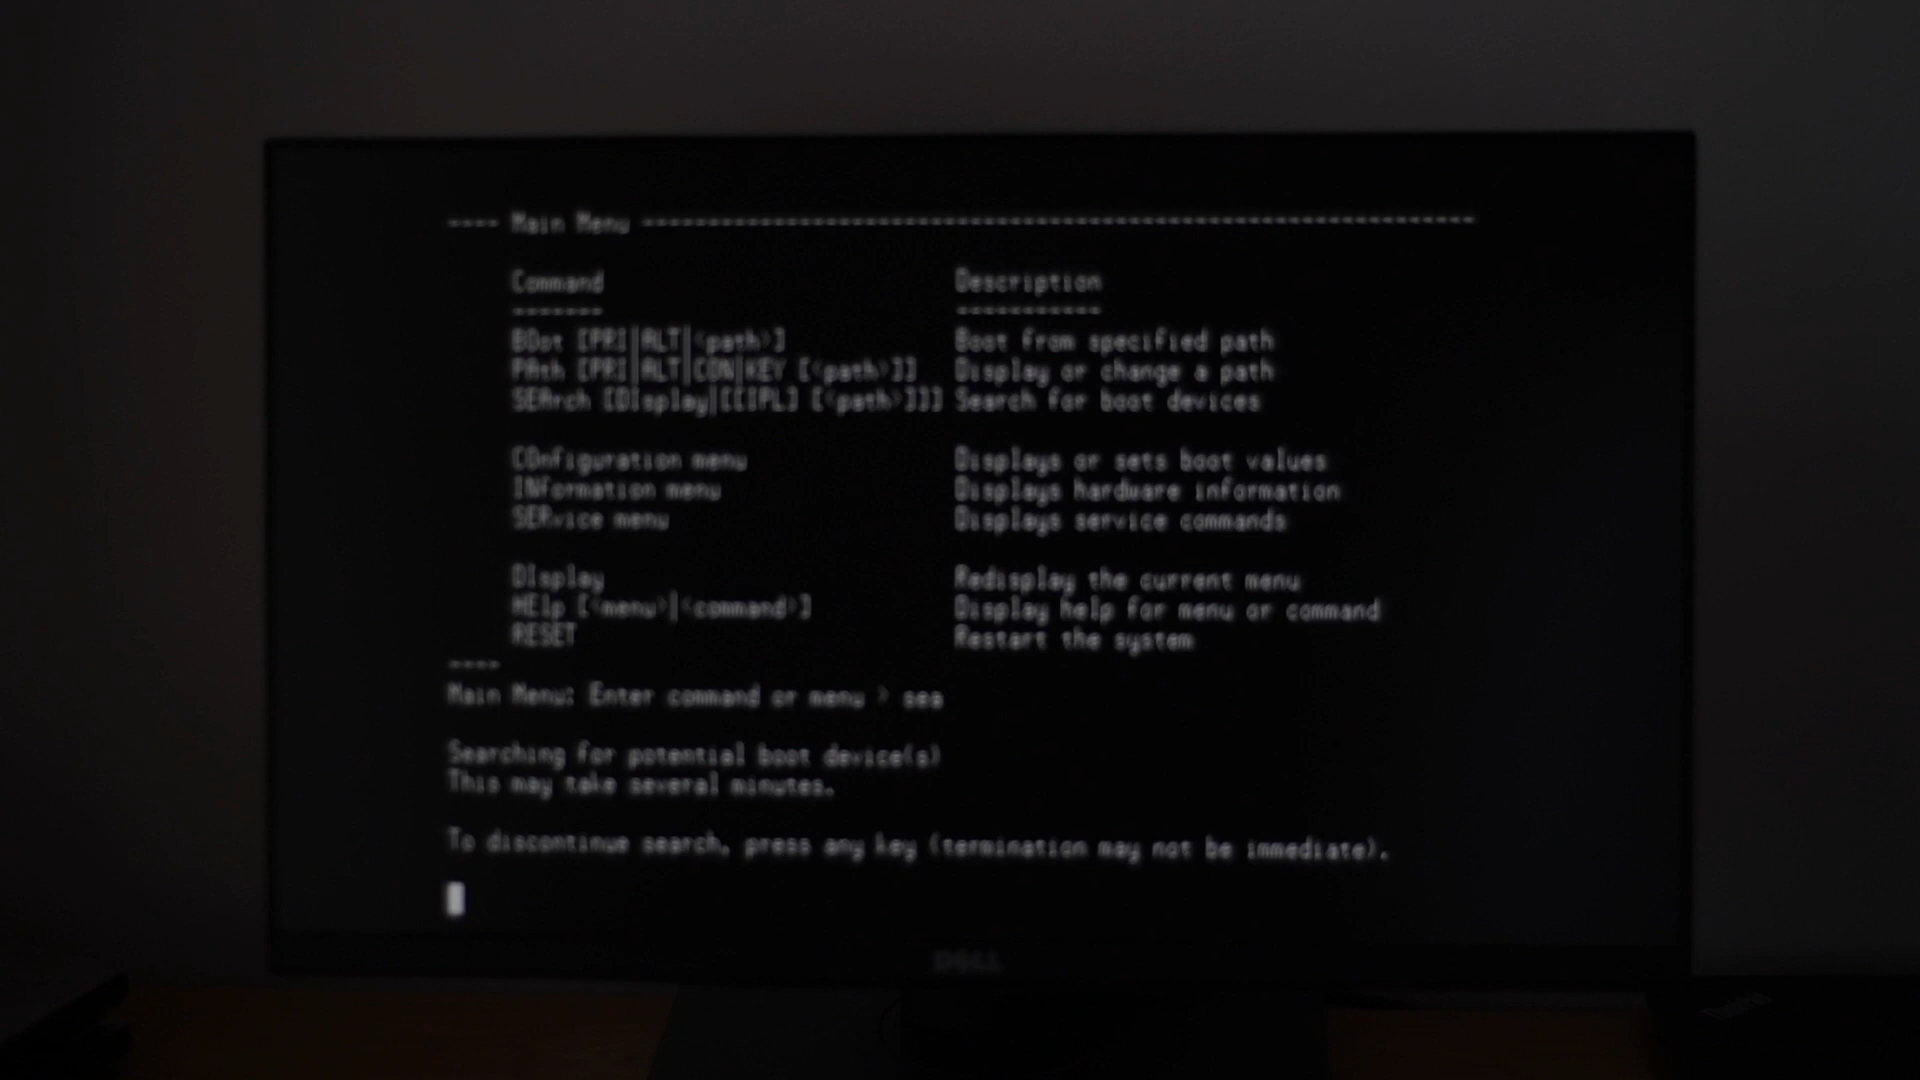 ---- Main Menu ----------------------------------------------------------------
Command Description
------- -----------
BOot [PRI|ALT|<path>] Boot from specified path
PAth [PRI|ALT|CON|KEY [<path>]] Display or change a path
SEArch [DIsplay|[[IPL] [<path>]]] Search for boot devices
COnfiguration menu Displays or sets boot values
INformation menu Displays hardware information
SERvice menu Displays service commands
DIsplay Redisplay the current menu
HElp [<menu>|<command>] Display help for menu or command
RESET Restart the system
----
Main Menu: Enter command or menu > sea
Searching for potential boot device(s)
This may take several minutes.
To discontinue search, press any key (termination may not be immediate).
DELL